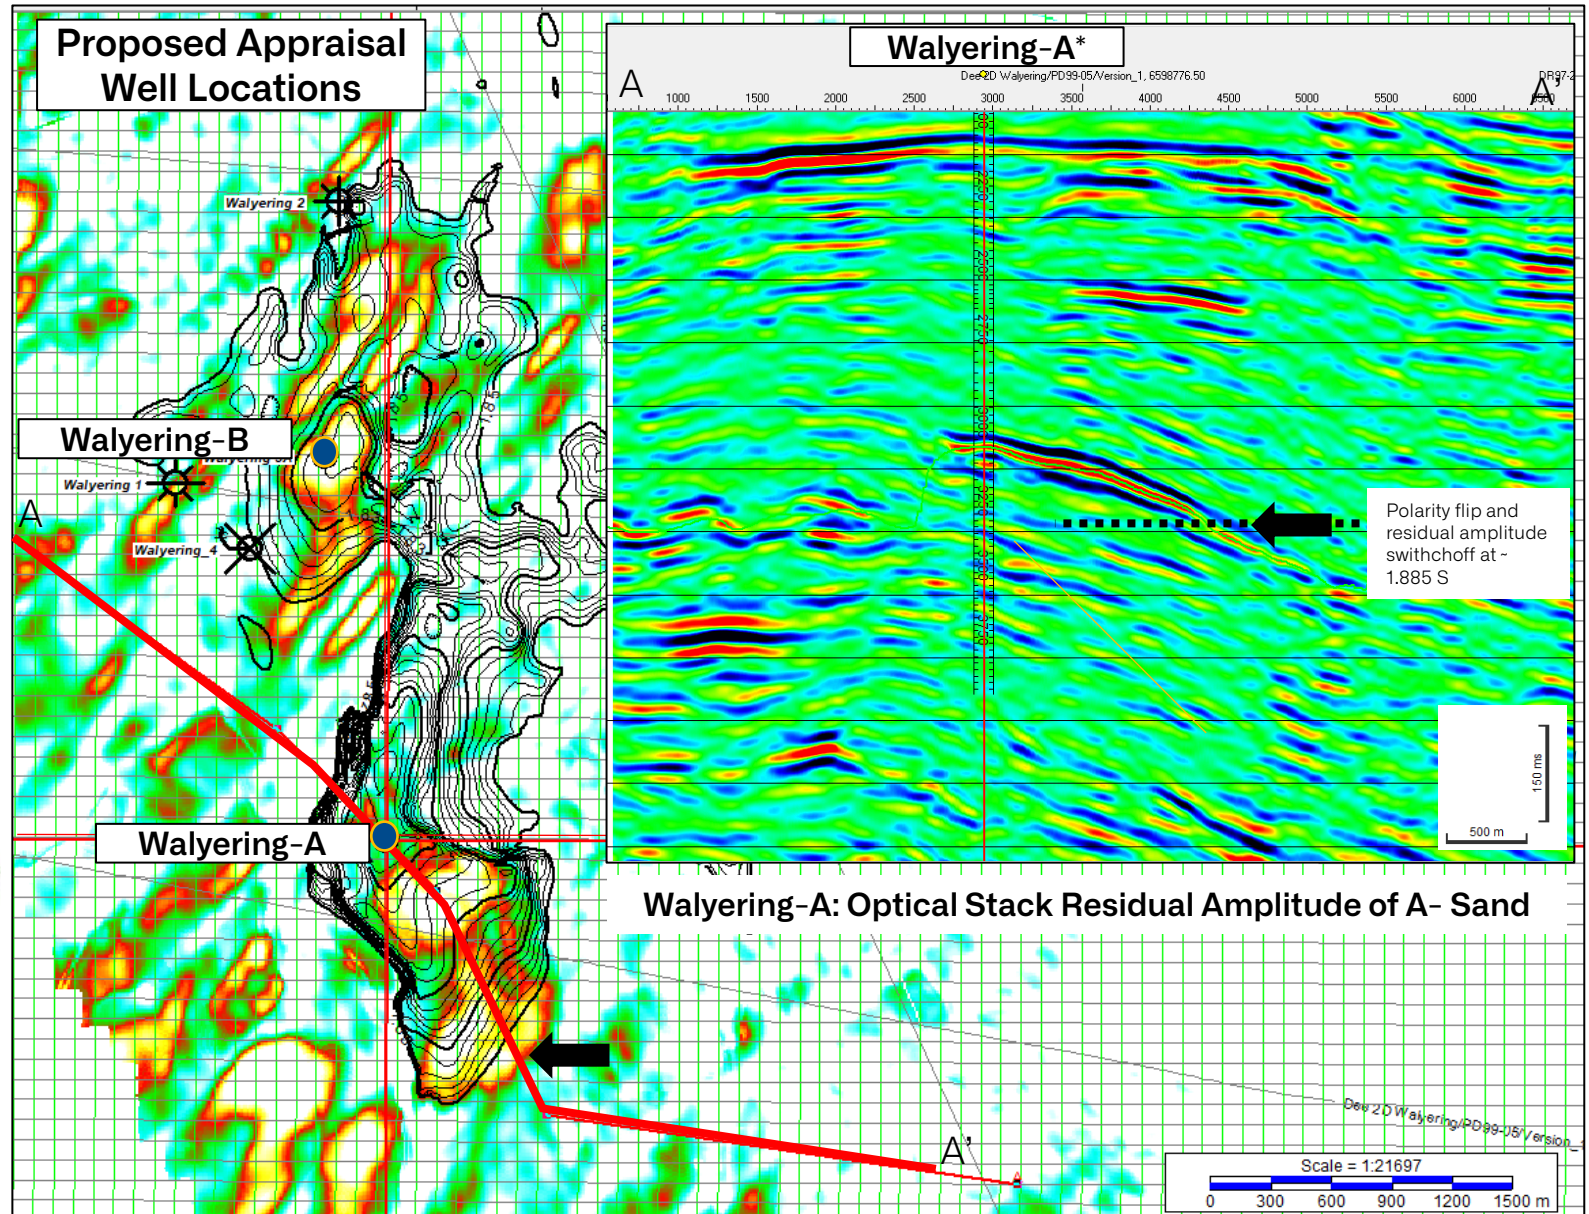 Proposed Appraisal
Well Locations
Walyering-A*
A
A'
Dee 2D Walyering/PD99-05/Version_1, 6598776.50
1000 1500 2000 2500 3000 3500 4000 4500 5000 5500 6000
Walyering 2
Walyering-B
Walyering 1
Walyering_4
A
Polarity flip and
residual amplitude
swithchoff at ~
1.885 S
150 ms
500 m
Walyering-A
Walyering-A: Optical Stack Residual Amplitude of A- Sand
A'
Dee 2D Walyering/PD99-05/Version_
Scale = 1:21697
0 300 600 900 1200 1500 m